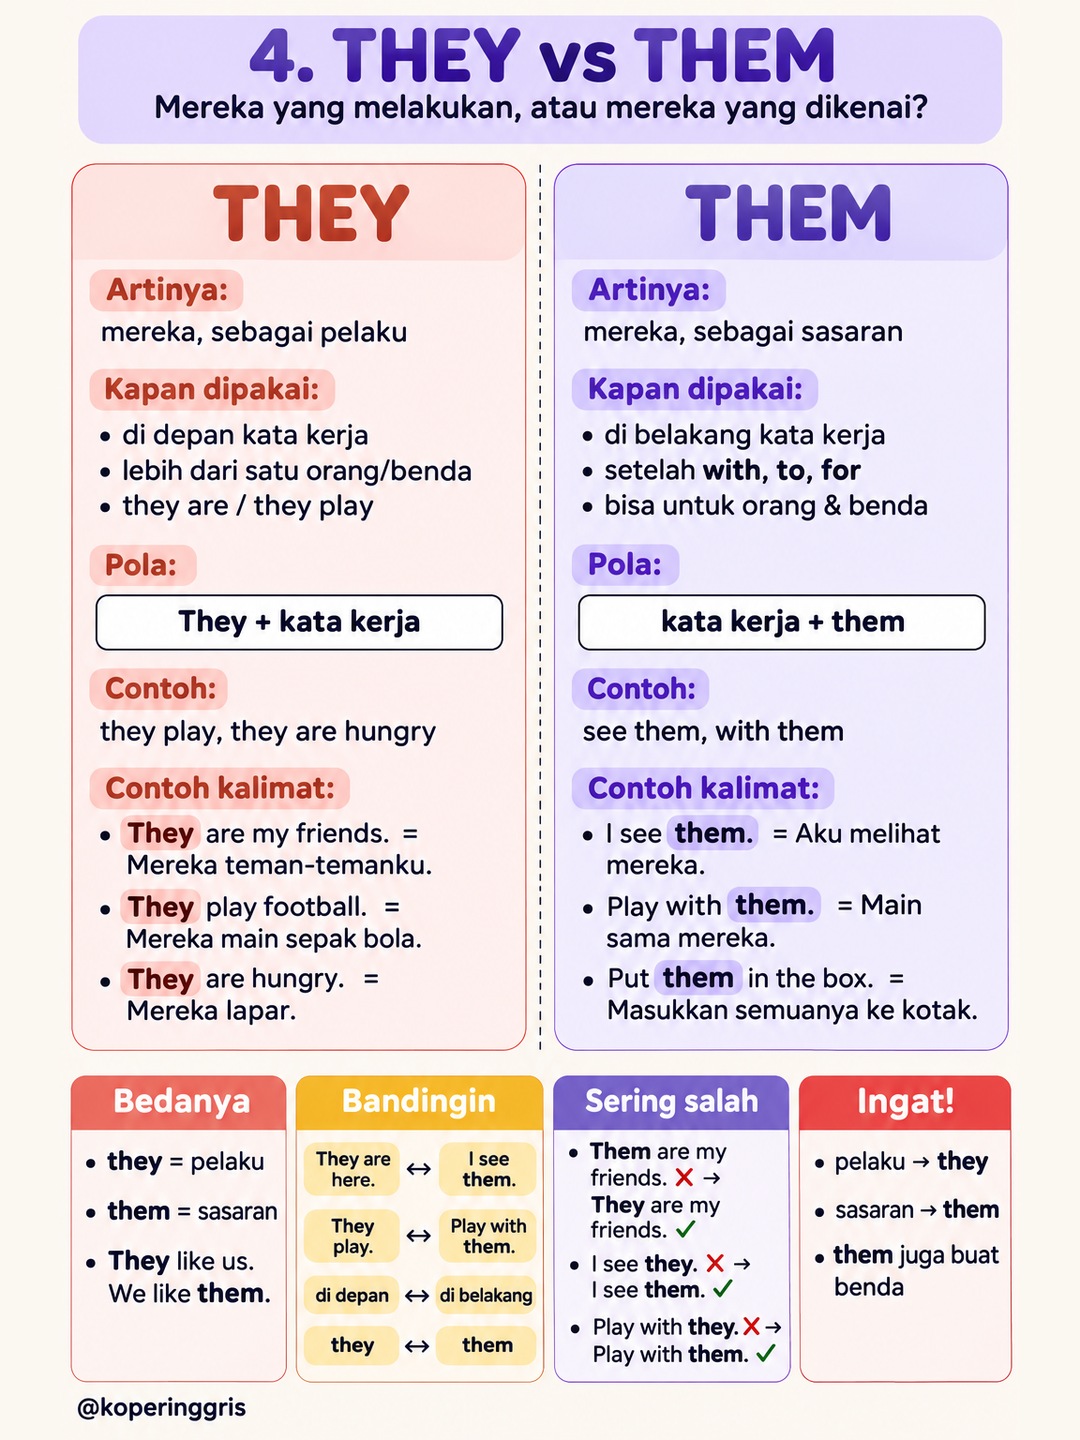 4. THEY vs THEM
Mereka yang melakukan, atau mereka yang dikenai?
THEY
Artinya:
mereka, sebagai pelaku
Kapan dipakai:
• di depan kata kerja
• lebih dari satu orang/benda
• they are / they play
Pola:
They + kata kerja
Contoh:
they play, they are hungry
Contoh kalimat:
• They are my friends. =
Mereka teman-temanku.
• They play football. =
Mereka main sepak bola.
• They are hungry. =
Mereka lapar.
THEM
Artinya:
mereka, sebagai sasaran
Kapan dipakai:
• di belakang kata kerja
• setelah with, to, for
• bisa untuk orang & benda
Pola:
kata kerja + them
Contoh:
see them, with them
Contoh kalimat:
• I see them. = Aku melihat
mereka.
• Play with them. = Main
sama mereka.
• Put them in the box. =
Masukkan semuanya ke kotak.
Bedanya
• they = pelaku
• them = sasaran
• They like us.
We like them.
Bandingin
They are
here.
↔
I see
them.
They
play.
↔
Play with
them.
di depan ↔ di belakang
they ↔ them
Sering salah
• Them are my
friends. ❌ →
They are my
friends. ✓
• I see they. ❌ →
I see them. ✓
• Play with they. ❌ →
Play with them. ✓
Ingat!
• pelaku → they
• sasaran → them
• them juga buat
benda
@koperinggris